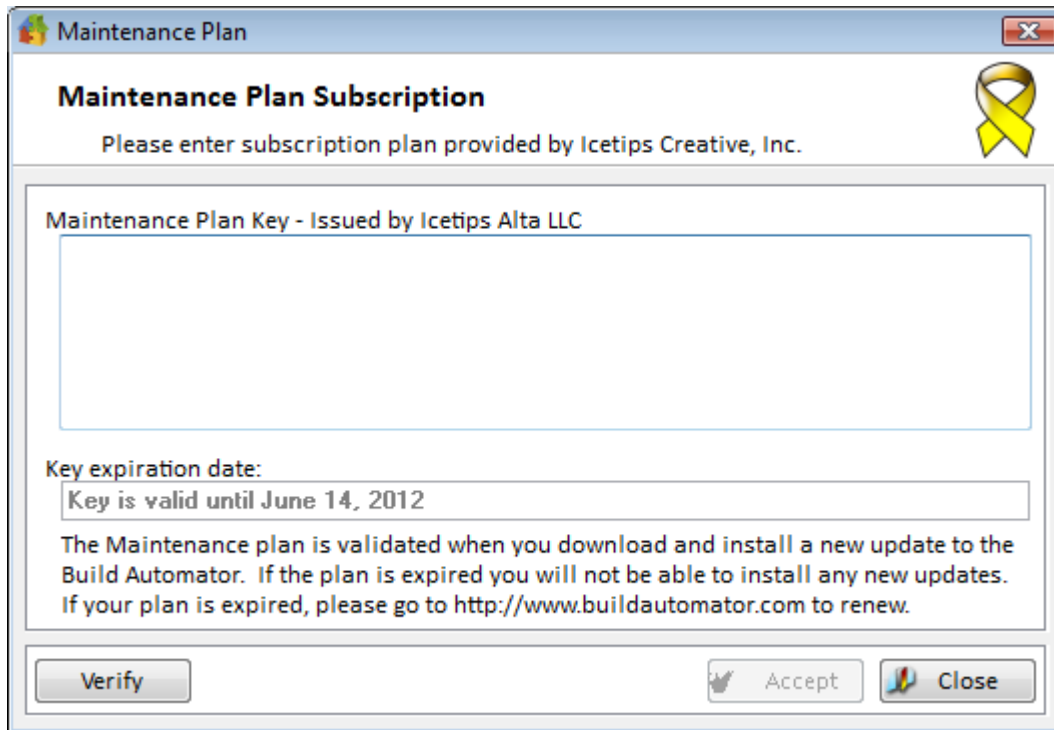 Maintenance Plan
Maintenance Plan Subscription
Please enter subscription plan provided by Icetips Creative, Inc.
Maintenance Plan Key - Issued by Icetips Alta LLC
Key expiration date:
Key is valid until June 14, 2012
The Maintenance plan is validated when you download and install a new update to the
Build Automator.  If the plan is expired you will not be able to install any new updates.
If your plan is expired, please go to http://www.buildautomator.com to renew.
Verify
Accept
Close